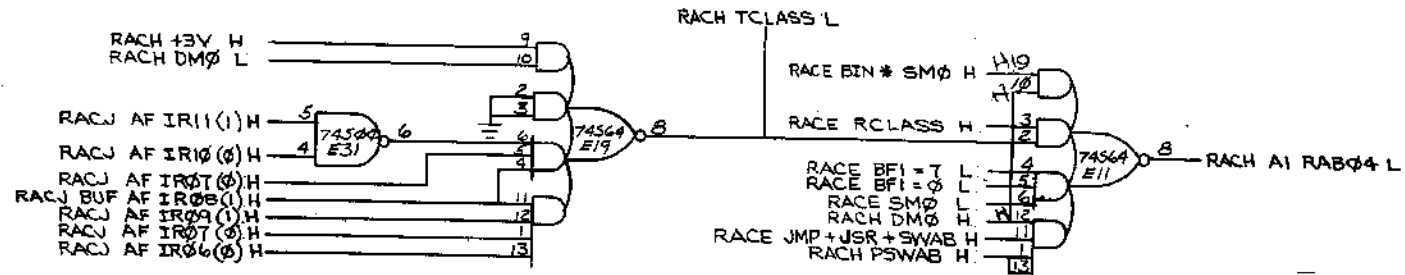 RACH TCLASS L
RACH +3V H
RACH DMØ L
9
10
2
3
RACJ AF IR11(1)H
5
RACJ AF IR1Ø(Ø)H
4
74SØØ
E31
6
6
5
4
RACJ AF IRØ7(Ø)H
RACJ BUF AF IRØ8(1)H
11
RACJ AF IRØ9(1)H
12
RACJ AF IRØ7(Ø)H
1
RACJ AF IRØ6(Ø)H
13
74S64
E19
8
RACE BIN * SMØ H
9
10
RACE RCLASS H
3
2
RACE BF1 = 7 L
4
RACE BF1 = Ø L
5
RACE SMØ L
6
RACH DMØ H
12
RACE JMP+JSR+SWAB H
11
RACH PSWAB H
1
13
74S64
E11
8
RACH A1 RABØ4 L